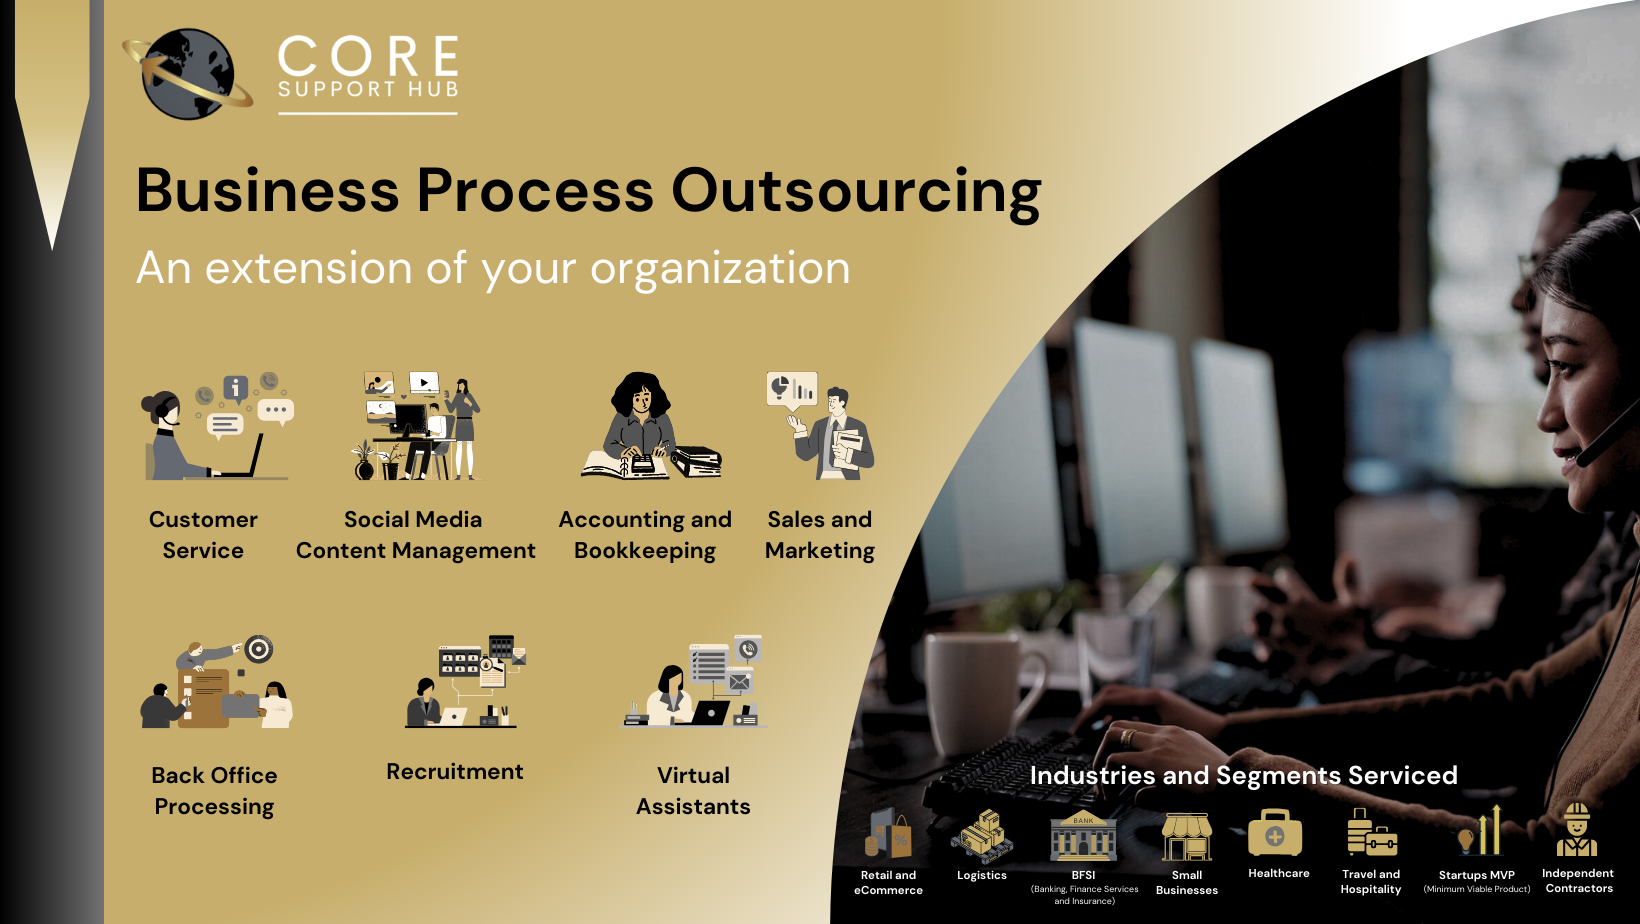 CORE
SUPPORT HUB
Business Process Outsourcing
An extension of your organization
Customer
Service
Social Media
Content Management
Accounting and
Bookkeeping
Sales and
Marketing
Back Office
Processing
Recruitment
Virtual
Assistants
Industries and Segments Serviced
%
BANK
Retail and
eCommerce
Logistics
BFSI
(Banking, Finance Services
and Insurance)
Small
Businesses
Healthcare
Travel and
Hospitality
Startups MVP
(Minimum Viable Product)
Independent
Contractors